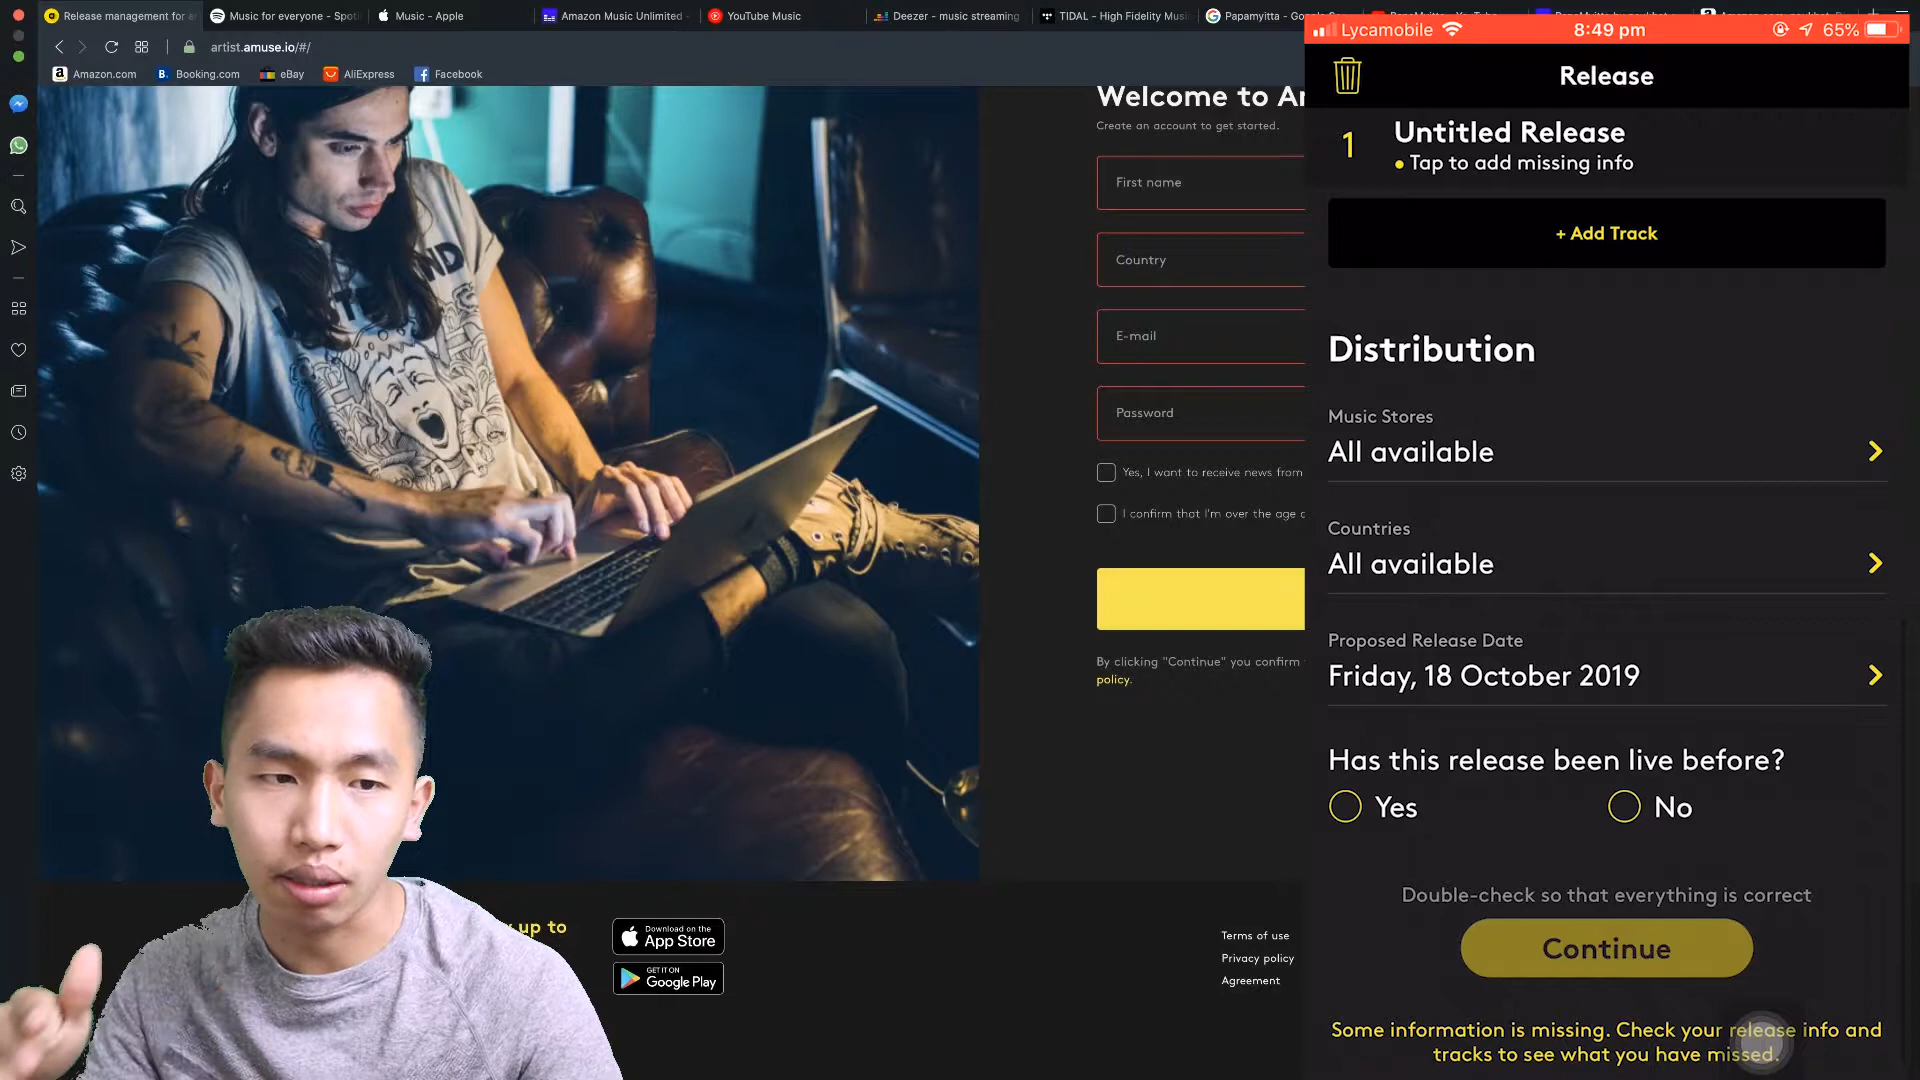 Release management for a
Music for everyone - Spoti
Music - Apple
Amazon Music Unlimited -
YouTube Music
Deezer - music streaming
TIDAL - High Fidelity Mus
artist.amuse.io/#/
Amazon.com
Booking.com
eBay
AliExpress
Facebook
Welcome to A
Create an account to get started.
First name
Country
E-mail
Password
Yes, I want to receive news from
I confirm that I'm over the age
By clicking "Continue" you confirm
policy.
up to
Download on the
App Store
GET IT ON
Google Play
Terms of use
Privacy policy
Agreement
Lycamobile
8:49 pm
65%
Release
1
Untitled Release
Tap to add missing info
+ Add Track
Distribution
Music Stores
All available
Countries
All available
Proposed Release Date
Friday, 18 October 2019
Has this release been live before?
Yes
No
Double-check so that everything is correct
Continue
Some information is missing. Check your release info and
tracks to see what you have missed.